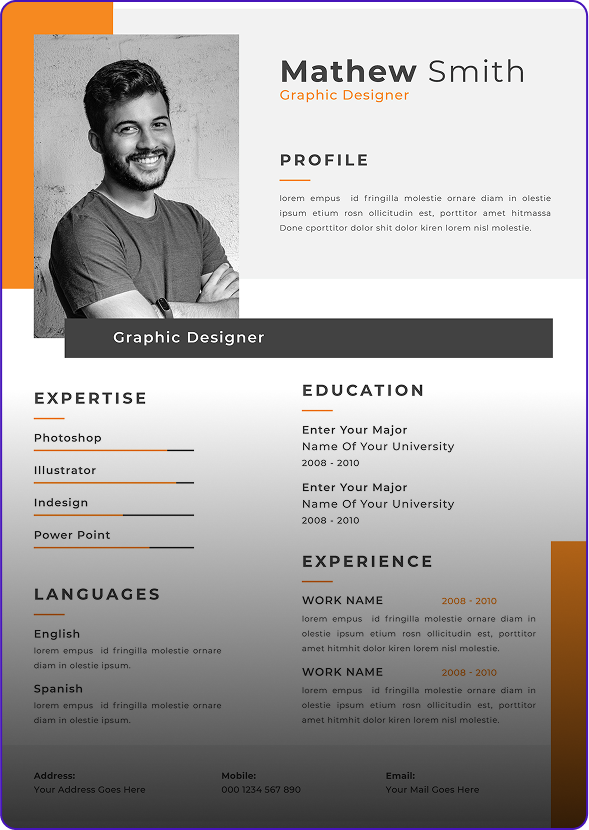 Mathew Smith
Graphic Designer
PROFILE
lorem empus id fringilla molestie ornare diam in olestie
ipsum etium rosn ollicitudin est, porttitor amet hitmassa
Done cporttitor dolor shit dolor kiren lorem nisl molestie.
Graphic Designer
EXPERTISE
Photoshop
Illustrator
Indesign
Power Point
LANGUAGES
English
lorem empus id fringilla molestie ornare
diam in olestie ipsum.
Spanish
lorem empus id fringilla molestie ornare
diam in olestie ipsum.
EDUCATION
Enter Your Major
Name Of Your University
2008 - 2010
Enter Your Major
Name Of Your University
2008 - 2010
EXPERIENCE
WORK NAME 2008 - 2010
lorem empus id fringilla molestie ornare diam in
olestie ipsum etium rosn ollicitudin est, porttitor
amet hitmhit dolor kiren lorem nisl molestie.
WORK NAME 2008 - 2010
lorem empus id fringilla molestie ornare diam in
olestie ipsum etium rosn ollicitudin est, porttitor
amet hitmhit dolor kiren lorem nisl molestie.
Address:
Your Address Goes Here
Mobile:
000 1234 567 890
Email:
Your Mail Goes Here